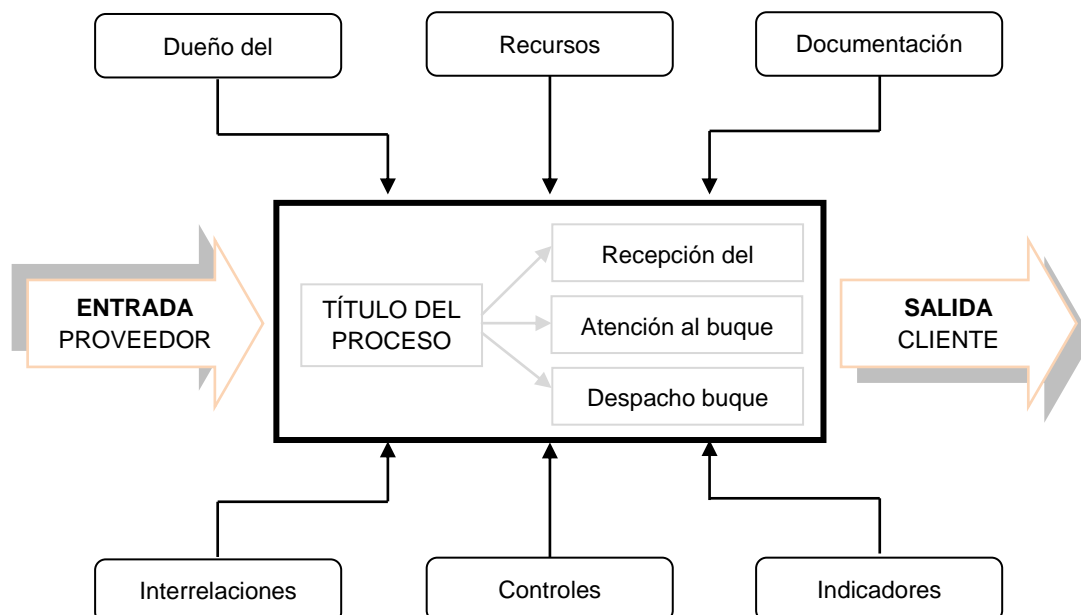 Dueño del
Recursos
Documentación
ENTRADA
PROVEEDOR
TÍTULO DEL
PROCESO
Recepción del
Atención al buque
Despacho buque
SALIDA
CLIENTE
Interrelaciones
Controles
Indicadores